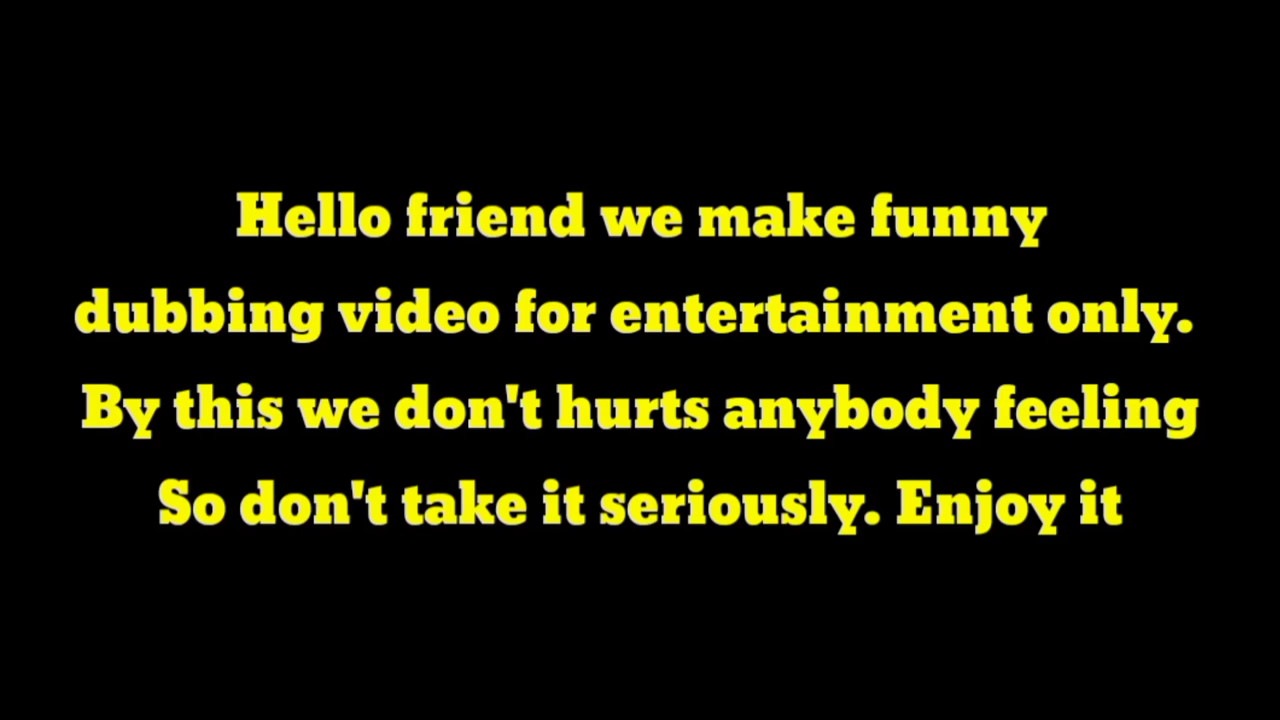 Hello friend we make funny
dubbing video for entertainment only.
By this we don't hurts anybody feeling
So don't take it seriously. Enjoy it